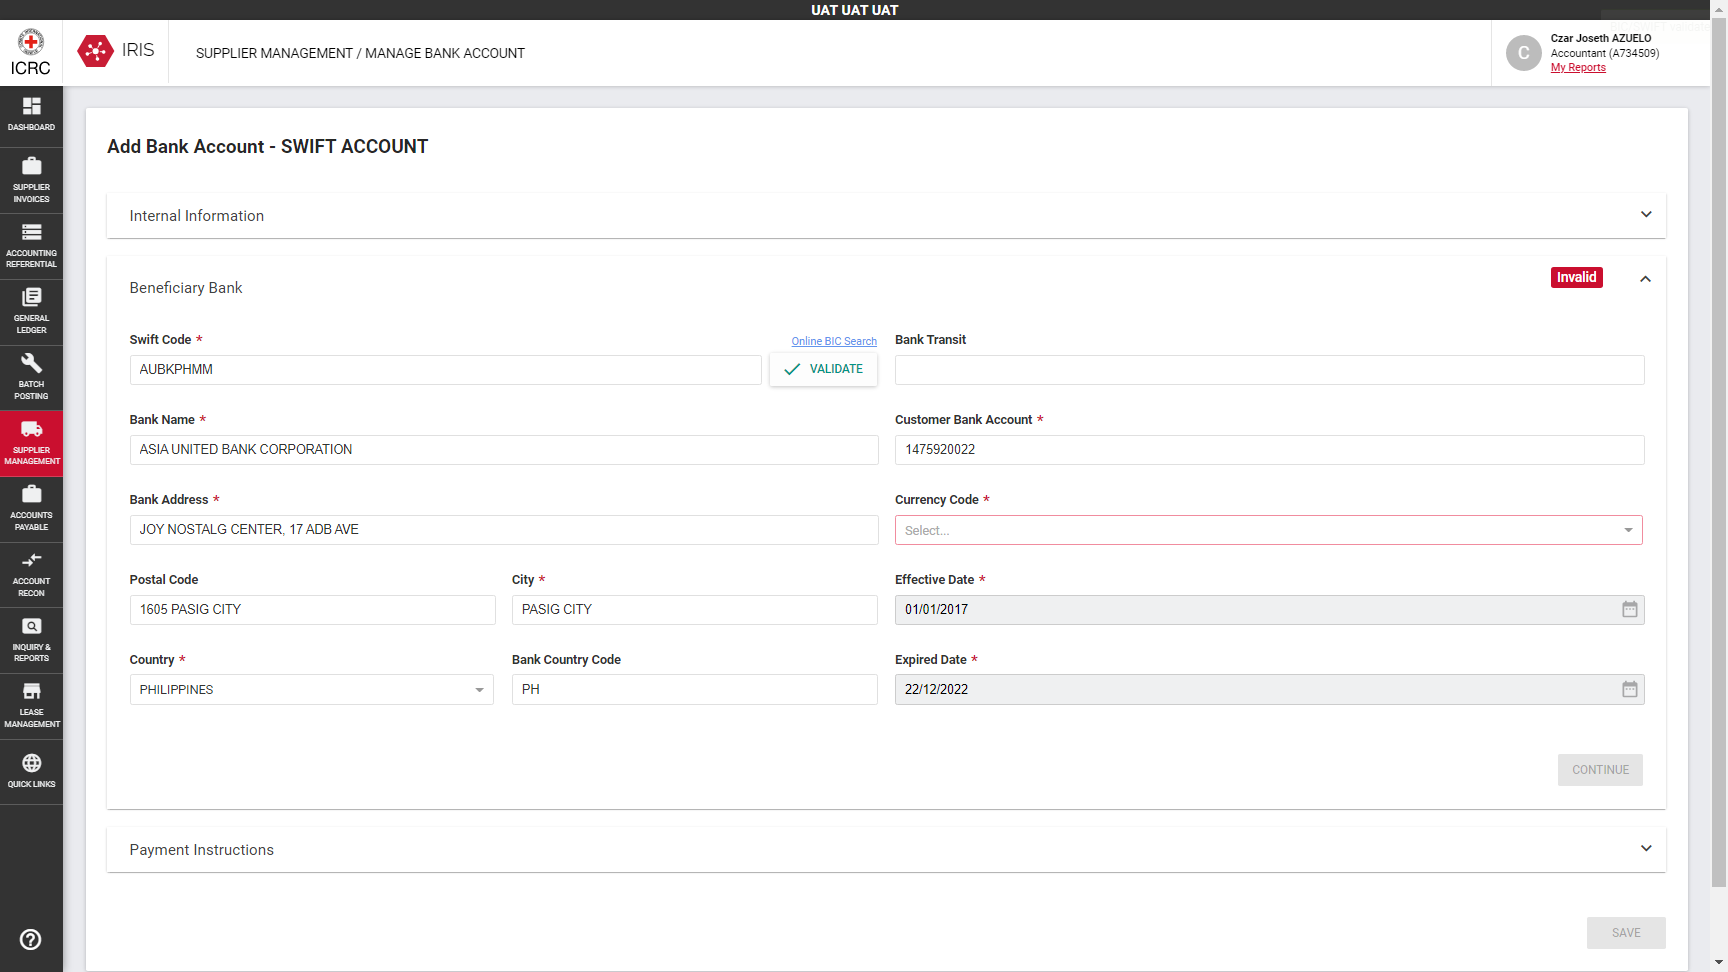 UAT UAT UAT
ICRC
IRIS
SUPPLIER MANAGEMENT / MANAGE BANK ACCOUNT
C
Czar Joseth AZUELO
Accountant (A734509)
My Reports
DASHBOARD
SUPPLIER
INVOICES
ACCOUNTING
REFERENTIAL
GENERAL
LEDGER
BATCH
POSTING
SUPPLIER
MANAGEMENT
ACCOUNTS
PAYABLE
ACCOUNT
RECON
INQUIRY &
REPORTS
LEASE
MANAGEMENT
QUICK LINKS
Add Bank Account - SWIFT ACCOUNT
Internal Information
Beneficiary Bank
Invalid
Swift Code *
Online BIC Search
AUBKPHMM
VALIDATE
Bank Transit
Bank Name *
ASIA UNITED BANK CORPORATION
Customer Bank Account *
1475920022
Bank Address *
JOY NOSTALG CENTER, 17 ADB AVE
Currency Code *
Select...
Postal Code
1605 PASIG CITY
City *
PASIG CITY
Effective Date *
01/01/2017
Country *
PHILIPPINES
Bank Country Code
PH
Expired Date *
22/12/2022
CONTINUE
Payment Instructions
SAVE